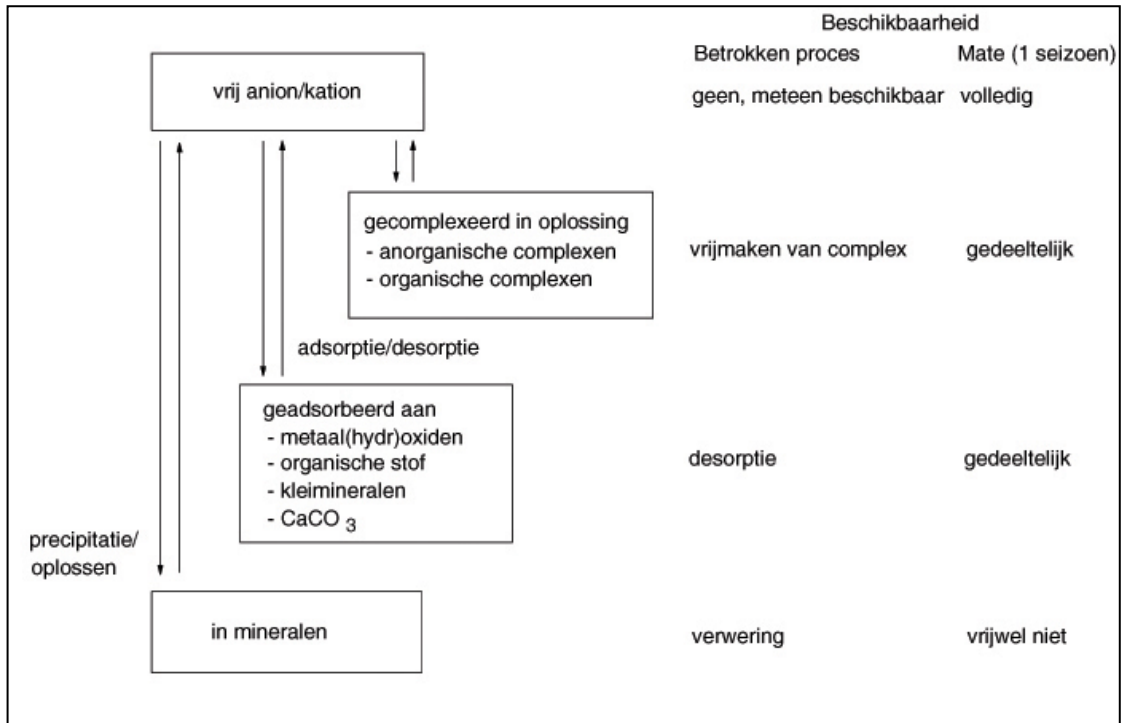 Beschikbaarheid
Betrokken proces Mate (1 seizoen)
vrij anion/kation
geen, meteen beschikbaar volledig
gecomplexeerd in oplossing
- anorganische complexen
- organische complexen
vrijmaken van complex gedeeltelijk
adsorptie/desorptie
geadsorbeerd aan
- metaal(hydr)oxiden
- organische stof
- kleimineralen
- CaCO3
desorptie gedeeltelijk
precipitatie/
oplossen
in mineralen
verwering vrijwel niet